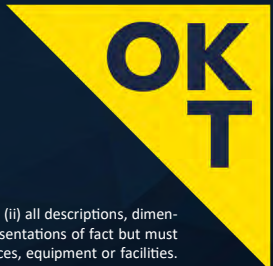 OK
T
(ii) all descriptions, dimen-
sentations of fact but must
ces, equipment or facilities.